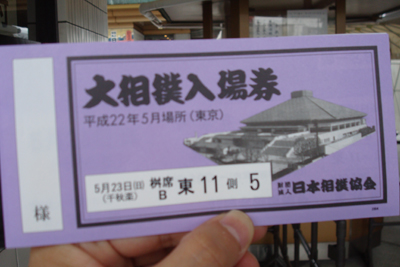 大相撲入場券
平成22年5月場所(東京)
5月23日(日)
(千秋楽)
桝席
B
東11側5
財団
法人
日本相撲協会
様